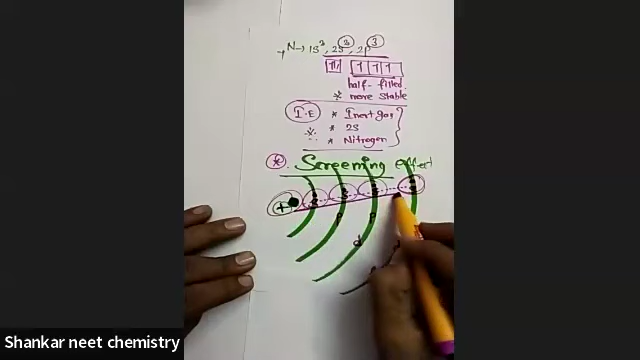 N → 1s², 2s², 2p³
half-filled
* more stable
I.E * Inert gas
* 2s
* Nitrogen
* Screening effect
+
s
p
d
Shankar neet chemistry